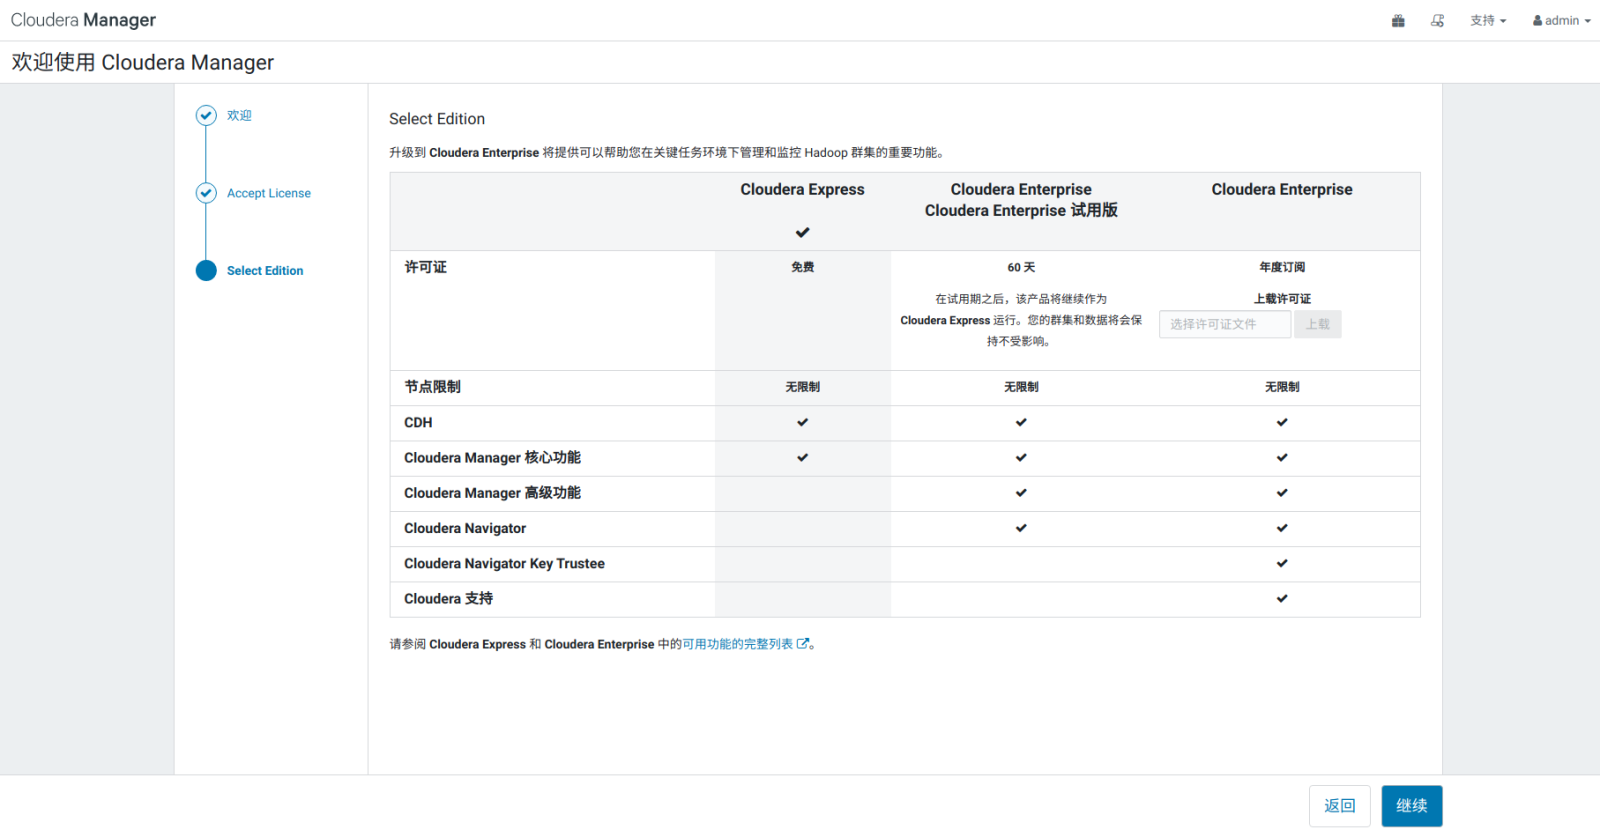 Cloudera Manager
支持
admin
欢迎使用 Cloudera Manager
欢迎
Accept License
Select Edition
Select Edition
升级到 Cloudera Enterprise 将提供可以帮助您在关键任务环境下管理和监控 Hadoop 群集的重要功能。
Cloudera Express
Cloudera Enterprise
Cloudera Enterprise 试用版
Cloudera Enterprise
许可证
免费
60 天
在试用期之后，该产品将继续作为
Cloudera Express 运行。您的群集和数据将会保
持不受影响。
年度订阅
上载许可证
选择许可证文件
上载
节点限制
无限制
无限制
无限制
CDH
Cloudera Manager 核心功能
Cloudera Manager 高级功能
Cloudera Navigator
Cloudera Navigator Key Trustee
Cloudera 支持
请参阅 Cloudera Express 和 Cloudera Enterprise 中的可用功能的完整列表。
返回
继续